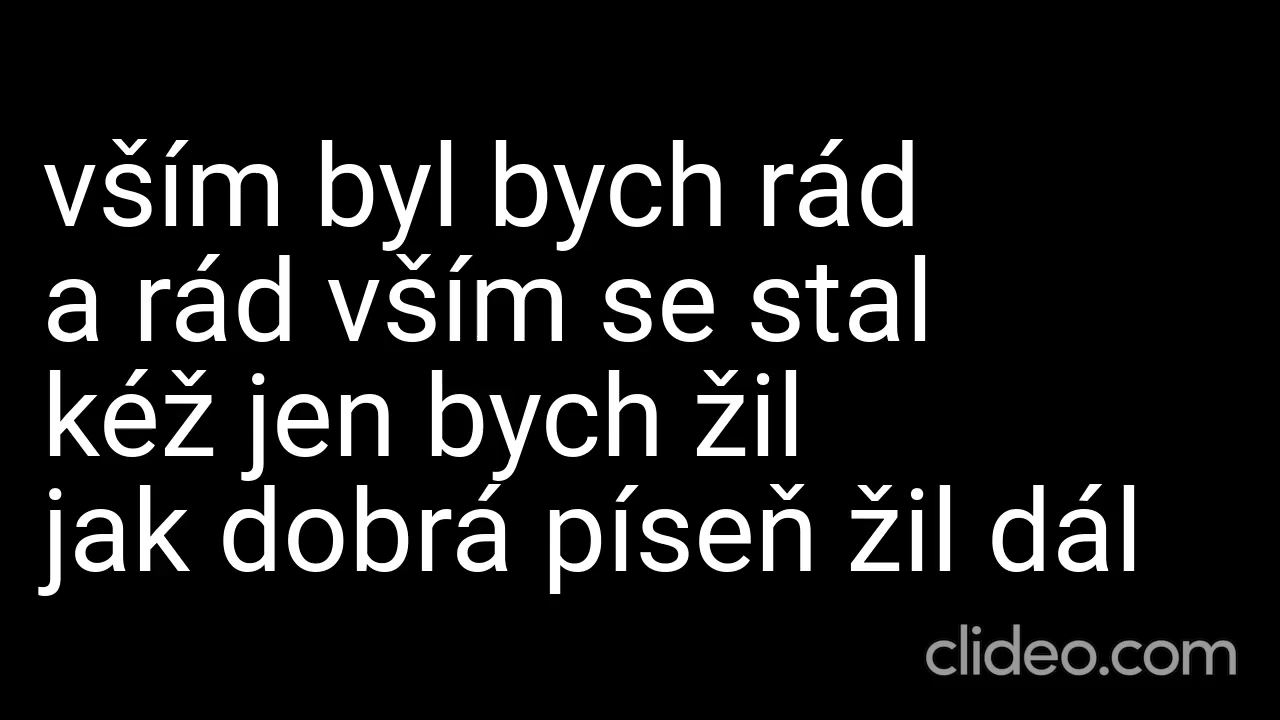 vším byl bych rád
a rád vším se stal
kéž jen bych žil
jak dobrá píseň žil dál
clideo.com